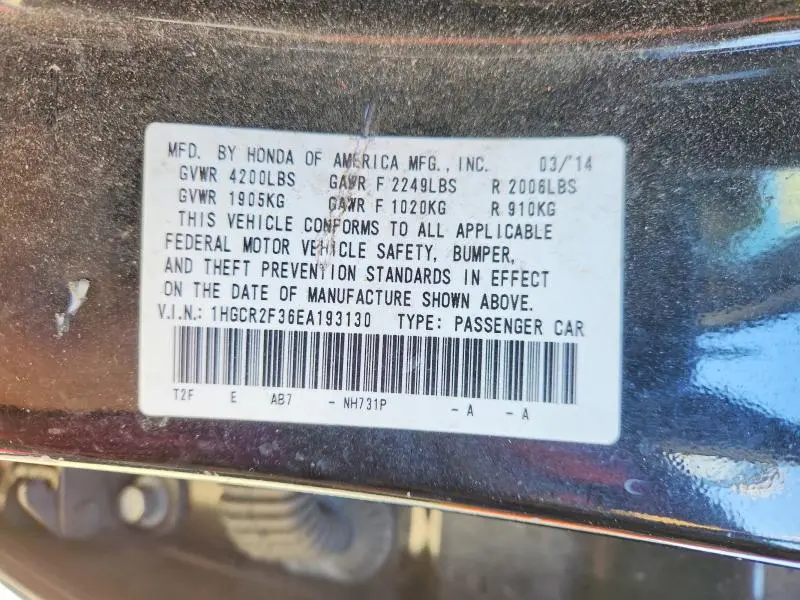 MFD. BY HONDA OF AMERICA MFG., INC. 03/'14
GVWR 4200LBS GAWR F 2249LBS R 2006LBS
GVWR 1905KG GAWR F 1020KG R 910KG
THIS VEHICLE CONFORMS TO ALL APPLICABLE
FEDERAL MOTOR VEHICLE SAFETY, BUMPER,
AND THEFT PREVENTION STANDARDS IN EFFECT
ON THE DATE OF MANUFACTURE SHOWN ABOVE.
V.I.N.: 1HGCR2F36EA193130 TYPE: PASSENGER CAR
T2F E AB7 - NH731P - A - A